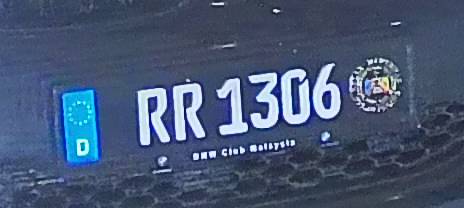 RR 1306
D
BMW Club Malaysia